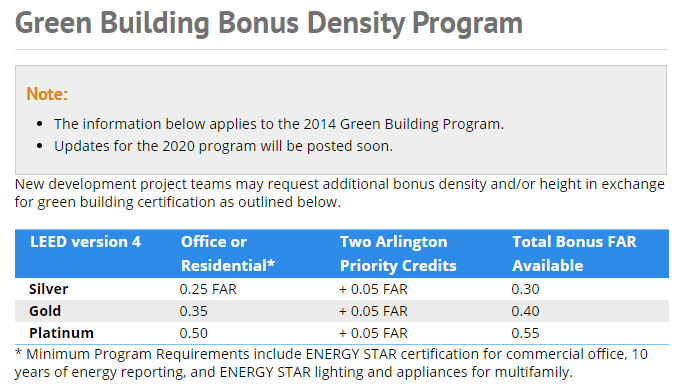 Green Building Bonus Density Program
Note:
• The information below applies to the 2014 Green Building Program.
• Updates for the 2020 program will be posted soon.
New development project teams may request additional bonus density and/or height in exchange
for green building certification as outlined below.
LEED version 4 Office or Residential* Two Arlington Priority Credits Total Bonus FAR Available
Silver 0.25 FAR + 0.05 FAR 0.30
Gold 0.35 + 0.05 FAR 0.40
Platinum 0.50 + 0.05 FAR 0.55
* Minimum Program Requirements include ENERGY STAR certification for commercial office, 10
years of energy reporting, and ENERGY STAR lighting and appliances for multifamily.